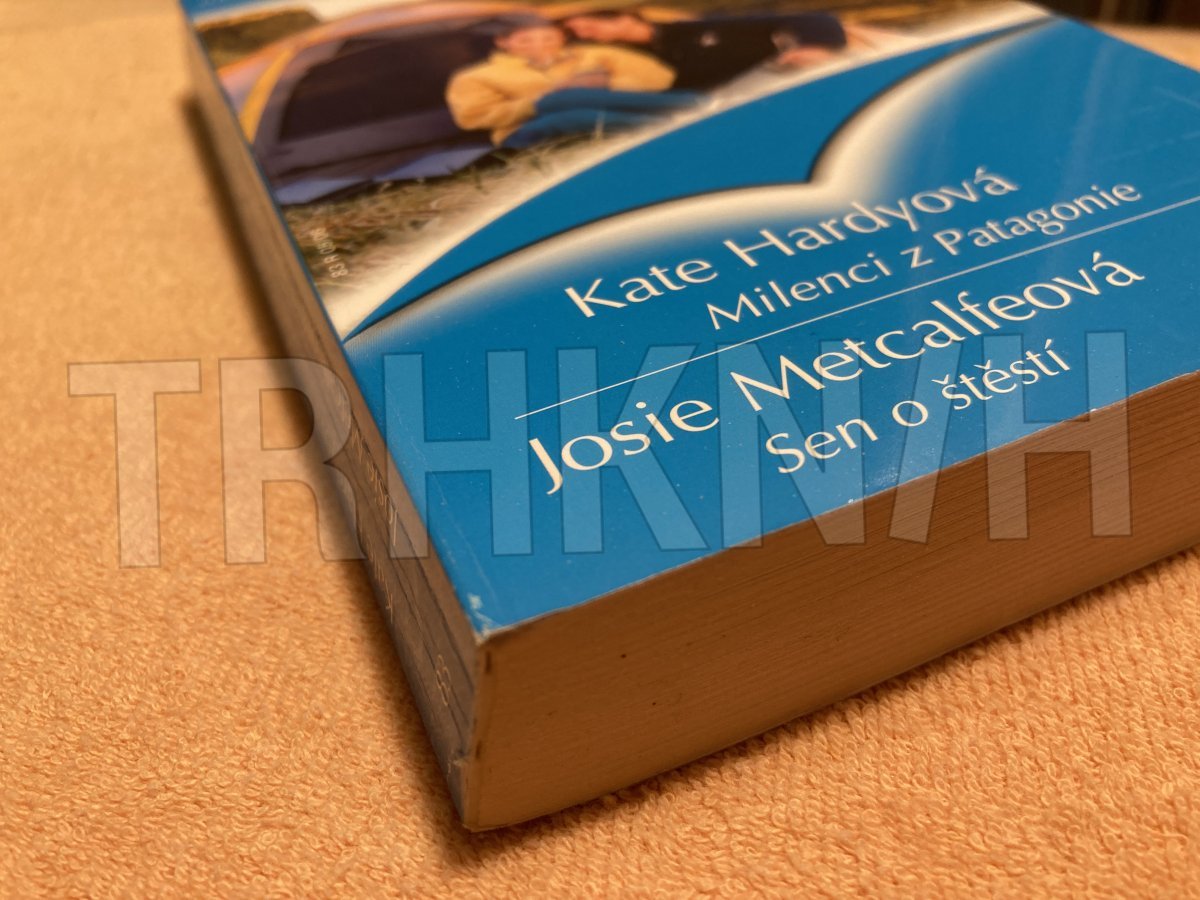 Kate Hardyová
Milenci z Patagonie
Josie Metcalfeová
Sen o štěstí
TRHKNIH